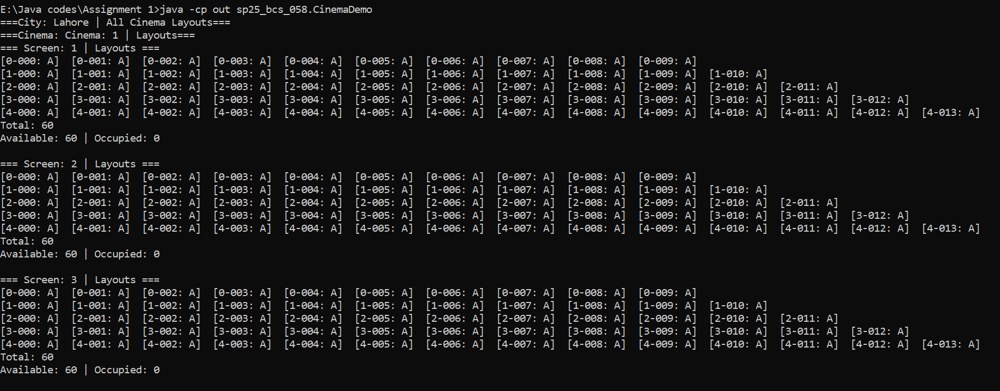 E:\Java codes\Assignment 1>java -cp out sp25_bcs_058.CinemaDemo
===City: Lahore | All Cinema Layouts===
===Cinema: Cinema: 1 | Layouts===
=== Screen: 1 | Layouts ===
[0-000: A]  [0-001: A]  [0-002: A]  [0-003: A]  [0-004: A]  [0-005: A]  [0-006: A]  [0-007: A]  [0-008: A]  [0-009: A]
[1-000: A]  [1-001: A]  [1-002: A]  [1-003: A]  [1-004: A]  [1-005: A]  [1-006: A]  [1-007: A]  [1-008: A]  [1-009: A]  [1-010: A]
[2-000: A]  [2-001: A]  [2-002: A]  [2-003: A]  [2-004: A]  [2-005: A]  [2-006: A]  [2-007: A]  [2-008: A]  [2-009: A]  [2-010: A]  [2-011: A]
[3-000: A]  [3-001: A]  [3-002: A]  [3-003: A]  [3-004: A]  [3-005: A]  [3-006: A]  [3-007: A]  [3-008: A]  [3-009: A]  [3-010: A]  [3-011: A]  [3-012: A]
[4-000: A]  [4-001: A]  [4-002: A]  [4-003: A]  [4-004: A]  [4-005: A]  [4-006: A]  [4-007: A]  [4-008: A]  [4-009: A]  [4-010: A]  [4-011: A]  [4-012: A]  [4-013: A]
Total: 60
Available: 60 | Occupied: 0

=== Screen: 2 | Layouts ===
[0-000: A]  [0-001: A]  [0-002: A]  [0-003: A]  [0-004: A]  [0-005: A]  [0-006: A]  [0-007: A]  [0-008: A]  [0-009: A]
[1-000: A]  [1-001: A]  [1-002: A]  [1-003: A]  [1-004: A]  [1-005: A]  [1-006: A]  [1-007: A]  [1-008: A]  [1-009: A]  [1-010: A]
[2-000: A]  [2-001: A]  [2-002: A]  [2-003: A]  [2-004: A]  [2-005: A]  [2-006: A]  [2-007: A]  [2-008: A]  [2-009: A]  [2-010: A]  [2-011: A]
[3-000: A]  [3-001: A]  [3-002: A]  [3-003: A]  [3-004: A]  [3-005: A]  [3-006: A]  [3-007: A]  [3-008: A]  [3-009: A]  [3-010: A]  [3-011: A]  [3-012: A]
[4-000: A]  [4-001: A]  [4-002: A]  [4-003: A]  [4-004: A]  [4-005: A]  [4-006: A]  [4-007: A]  [4-008: A]  [4-009: A]  [4-010: A]  [4-011: A]  [4-012: A]  [4-013: A]
Total: 60
Available: 60 | Occupied: 0

=== Screen: 3 | Layouts ===
[0-000: A]  [0-001: A]  [0-002: A]  [0-003: A]  [0-004: A]  [0-005: A]  [0-006: A]  [0-007: A]  [0-008: A]  [0-009: A]
[1-000: A]  [1-001: A]  [1-002: A]  [1-003: A]  [1-004: A]  [1-005: A]  [1-006: A]  [1-007: A]  [1-008: A]  [1-009: A]  [1-010: A]
[2-000: A]  [2-001: A]  [2-002: A]  [2-003: A]  [2-004: A]  [2-005: A]  [2-006: A]  [2-007: A]  [2-008: A]  [2-009: A]  [2-010: A]  [2-011: A]
[3-000: A]  [3-001: A]  [3-002: A]  [3-003: A]  [3-004: A]  [3-005: A]  [3-006: A]  [3-007: A]  [3-008: A]  [3-009: A]  [3-010: A]  [3-011: A]  [3-012: A]
[4-000: A]  [4-001: A]  [4-002: A]  [4-003: A]  [4-004: A]  [4-005: A]  [4-006: A]  [4-007: A]  [4-008: A]  [4-009: A]  [4-010: A]  [4-011: A]  [4-012: A]  [4-013: A]
Total: 60
Available: 60 | Occupied: 0